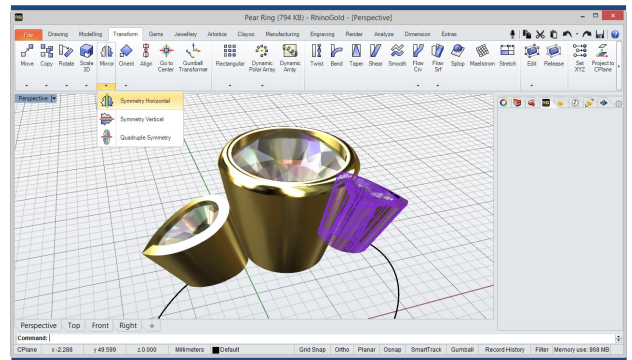 Pear Ring (794 KB) - RhinoGold - [Perspective]
File Drawing Modelling Transform Gems Jewellery Artistics Clayoo Manufacturing Engraving Render Analyze Dimension Extras
Move Copy Rotate Scale 3D Mirror Orient Align Go to Center Gumball Transformer Rectangular Dynamic Polar Array Dynamic Array Twist Bend Taper Shear Smooth Flow Crv Flow Srf Splop Maelstrom Stretch Edit Release Set XYZ Project to CPlane
Perspective
Symmetry Horizontal
Symmetry Vertical
Quadruple Symmetry
Perspective Top Front Right
Command:
CPlane x -2.288 y 49.599 z 0.000 Millimeters Default Grid Snap Ortho Planar Osnap SmartTrack Gumball Record History Filter Memory use: 868 MB